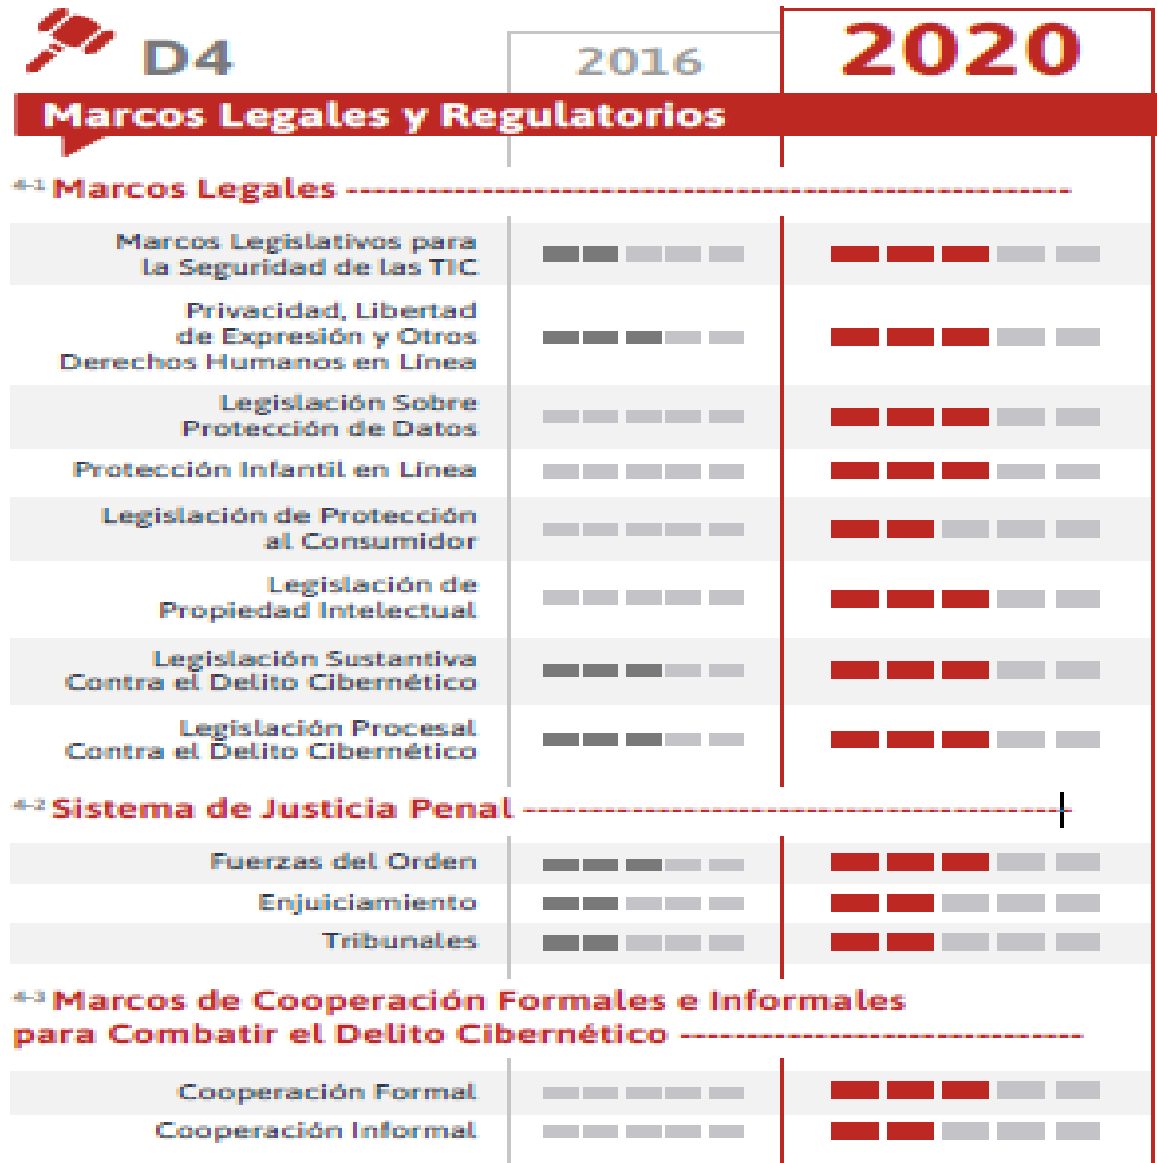 D4
2016
2020
Marcos Legales y Regulatorios
4-1 Marcos Legales
Marcos Legislativos para
la Seguridad de las TIC
Privacidad, Libertad
de Expresión y Otros
Derechos Humanos en Línea
Legislación Sobre
Protección de Datos
Protección Infantil en Línea
Legislación de Protección
al Consumidor
Legislación de
Propiedad Intelectual
Legislación Sustantiva
Contra el Delito Cibernético
Legislación Procesal
Contra el Delito Cibernético
4-2 Sistema de Justicia Penal
Fuerzas del Orden
Enjuiciamiento
Tribunales
4-3 Marcos de Cooperación Formales e Informales
para Combatir el Delito Cibernético
Cooperación Formal
Cooperación Informal